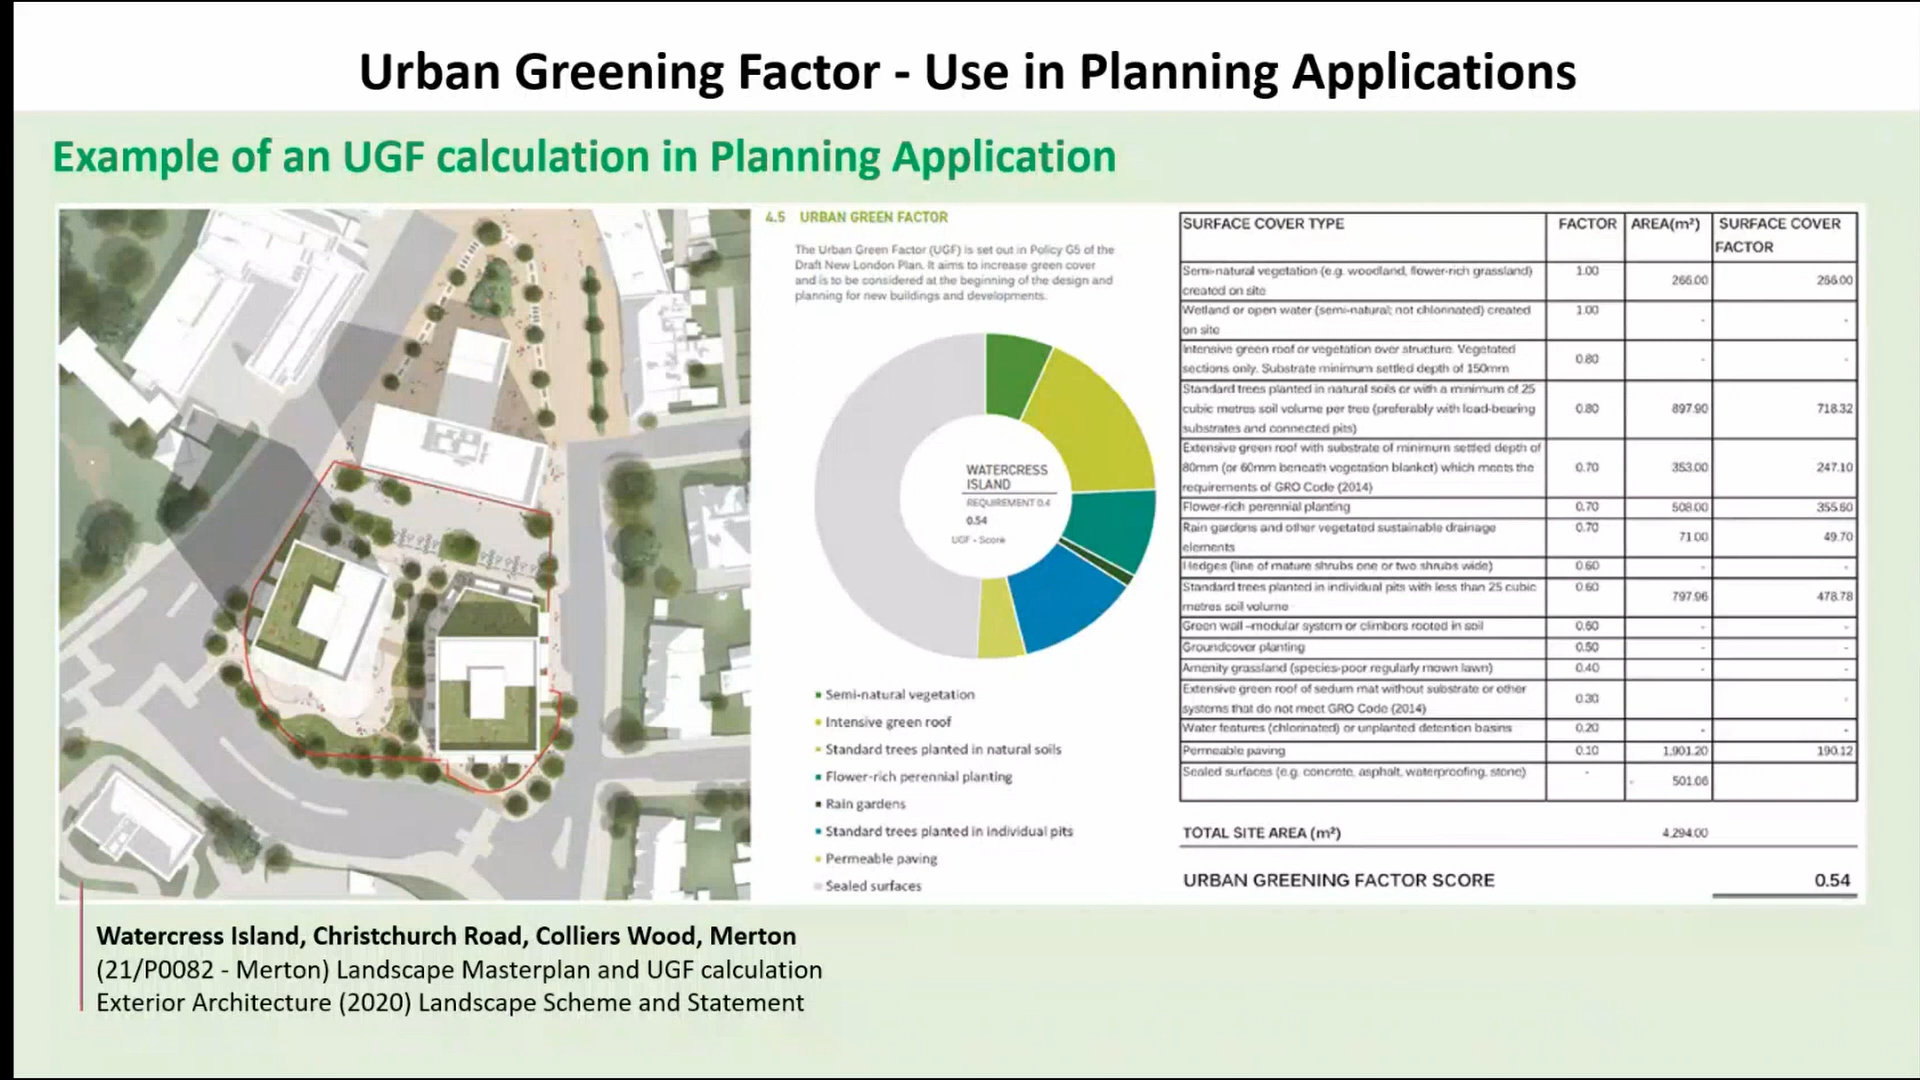 Urban Greening Factor - Use in Planning Applications
Example of an UGF calculation in Planning Application
4.5 URBAN GREEN FACTOR
The Urban Green Factor (UGF) is set out in Policy G5 of the
Draft New London Plan. It aims to increase green cover
and is to be considered at the beginning of the design and
planning for new buildings and developments.
WATERCRESS
ISLAND
REQUIREMENT 0.4
0.54
UGF - Score
Semi-natural vegetation
Intensive green roof
Standard trees planted in natural soils
Flower-rich perennial planting
Rain gardens
Standard trees planted in individual pits
Permeable paving
Sealed surfaces
SURFACE COVER TYPE FACTOR AREA(m²) SURFACE COVER
FACTOR
Semi-natural vegetation (e.g. woodland, flower-rich grassland) 1.00
created on site 266.00 266.00
Wetland or open water (semi-natural; not chlorinated) created 1.00
on site - -
Intensive green roof or vegetation over structure. Vegetated
sections only. Substrate minimum settled depth of 150mm 0.80 - -
Standard trees planted in natural soils or with a minimum of 25
cubic metres soil volume per tree (preferably with load-bearing 0.80 897.90 718.32
substrates and connected pits)
Extensive green roof with substrate of minimum settled depth of
80mm (or 60mm beneath vegetation blanket) which meets the 0.70 353.00 247.10
requirements of GRO Code (2014)
Flower-rich perennial planting 0.70 508.00 355.60
Rain gardens and other vegetated sustainable drainage 0.70
elements 71.00 49.70
Hedges (line of mature shrubs one or two shrubs wide) 0.60 - -
Standard trees planted in individual pits with less than 25 cubic 0.60
metres soil volume 797.96 478.78
Green wall –modular system or climbers rooted in soil 0.60 - -
Groundcover planting 0.50 - -
Amenity grassland (species-poor regularly mown lawn) 0.40 - -
Extensive green roof of sedum mat without substrate or other
systems that do not meet GRO Code (2014) 0.30 -
Water features (chlorinated) or unplanted detention basins 0.20 - -
Permeable paving 0.10 1,901.20 190.12
Sealed surfaces (e.g. concrete, asphalt, waterproofing, stone) - - 501.06
TOTAL SITE AREA (m²) 4,294.00
URBAN GREENING FACTOR SCORE 0.54
Watercress Island, Christchurch Road, Colliers Wood, Merton
(21/P0082 - Merton) Landscape Masterplan and UGF calculation
Exterior Architecture (2020) Landscape Scheme and Statement